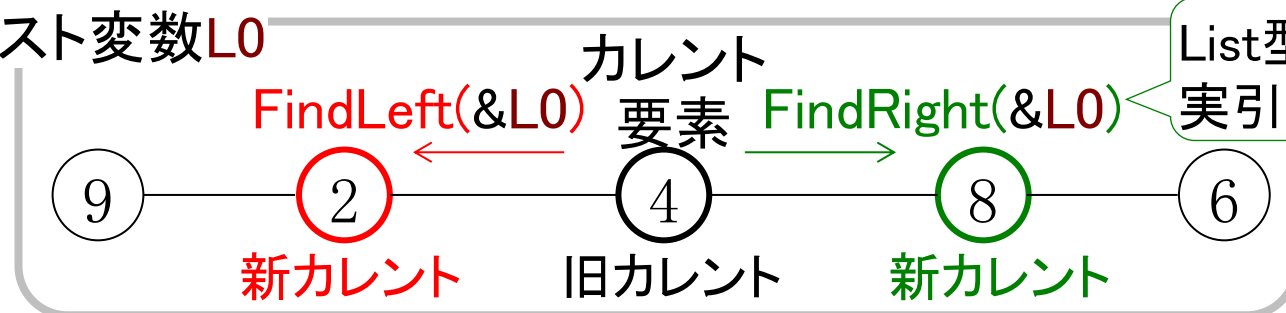 スト変数L0
カレント
要素
List型
実引
FindLeft(&L0)
FindRight(&L0)
9
2
4
8
6
新カレント
旧カレント
新カレント